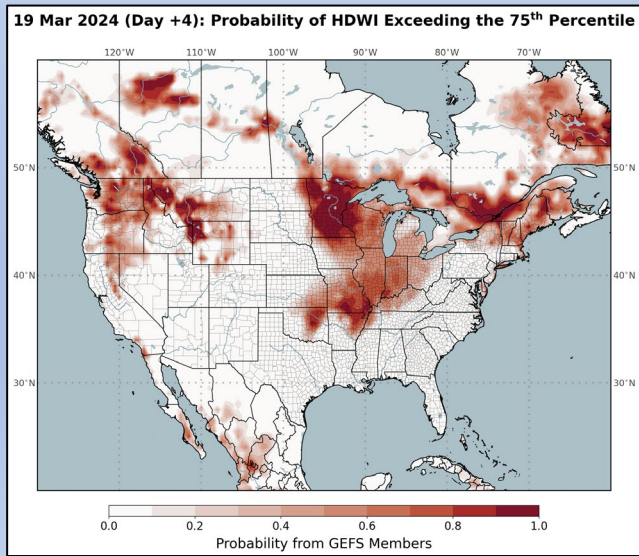 19 Mar 2024 (Day +4): Probability of HDWI Exceeding the 75th Percentile
120°W 110°W 100°W 90°W 80°W 70°W
50°N 50°N
40°N 40°N
30°N 30°N
0.0 0.2 0.4 0.6 0.8 1.0
Probability from GEFS Members